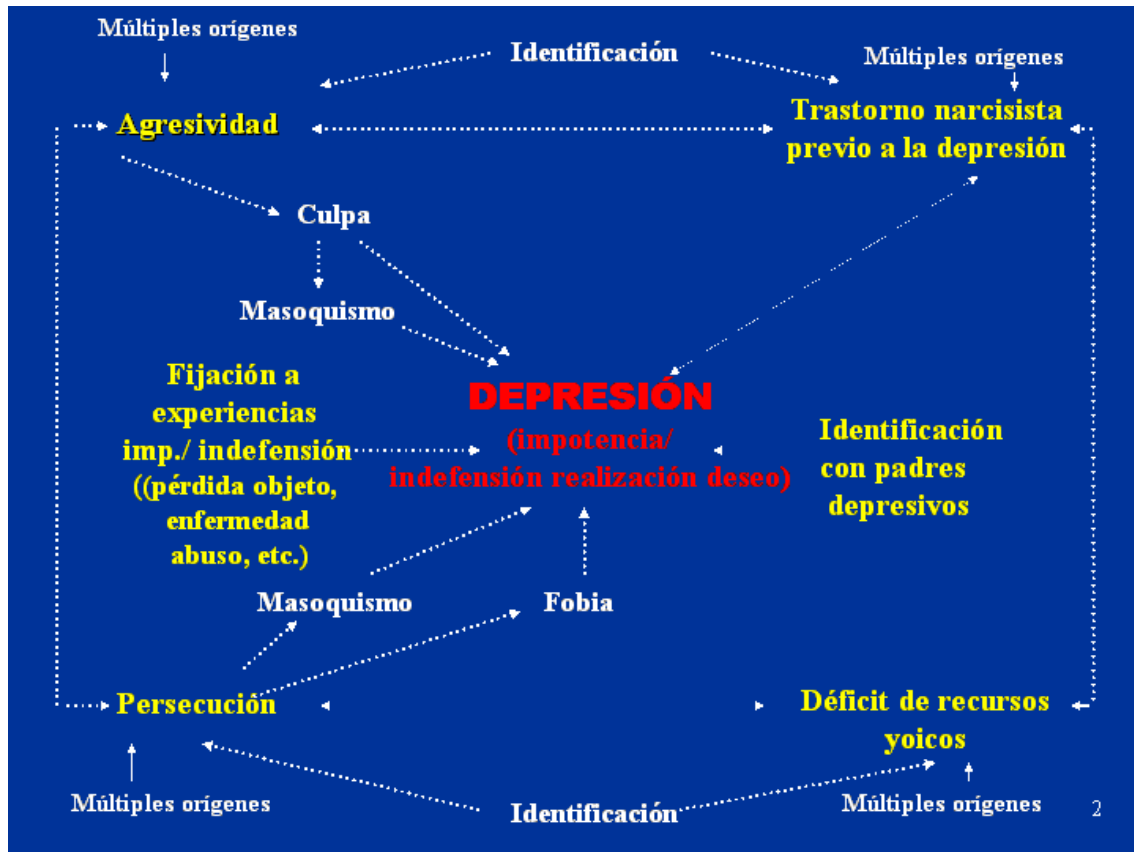 Múltiples orígenes
Identificación
Múltiples orígenes
Agresividad
Trastorno narcisista
previo a la depresión
Culpa
Masoquismo
Fijación a
experiencias
imp./ indefensión
((pérdida objeto,
enfermedad
abuso, etc.)
DEPRESIÓN
(impotencia/
indefensión realización deseo)
Identificación
con padres
depresivos
Masoquismo
Fobia
Persecución
Déficit de recursos
yoicos
Múltiples orígenes
Identificación
Múltiples orígenes
2